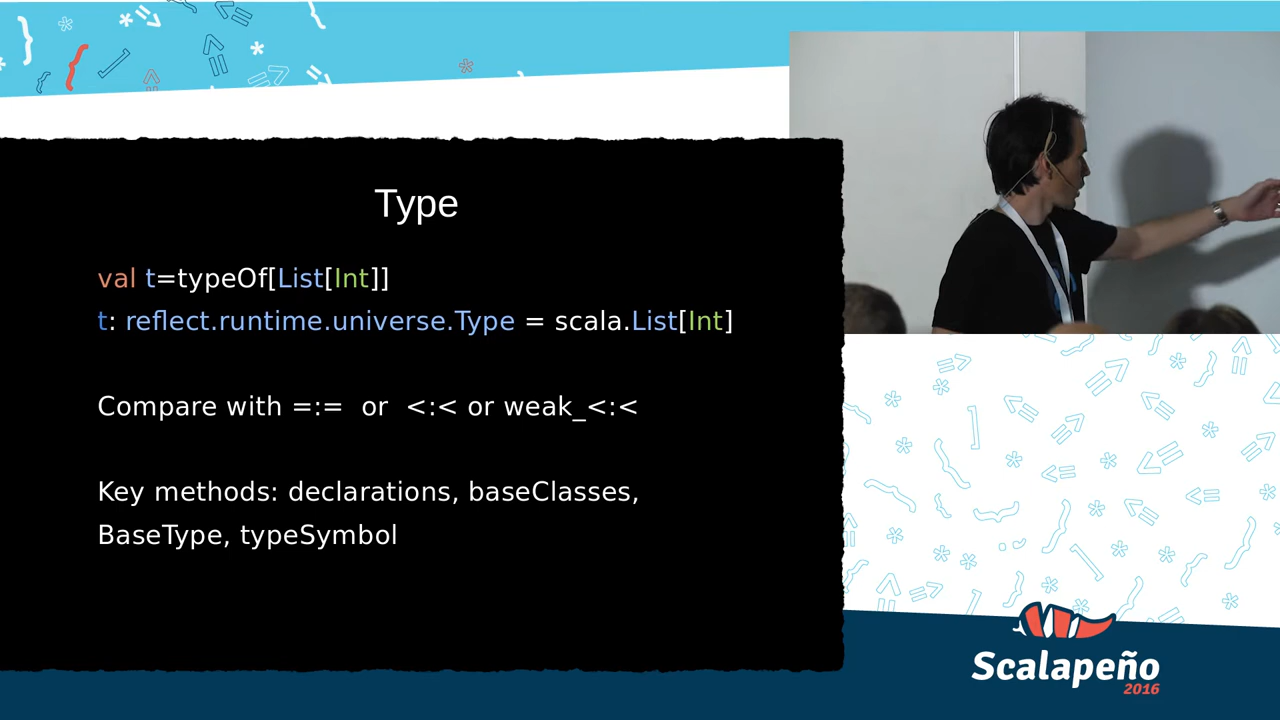 Type
val t=typeOf[List[Int]]
t: reflect.runtime.universe.Type = scala.List[Int]
Compare with =:=  or  <:< or weak_<:<
Key methods: declarations, baseClasses,
BaseType, typeSymbol
Scalapeño
2016